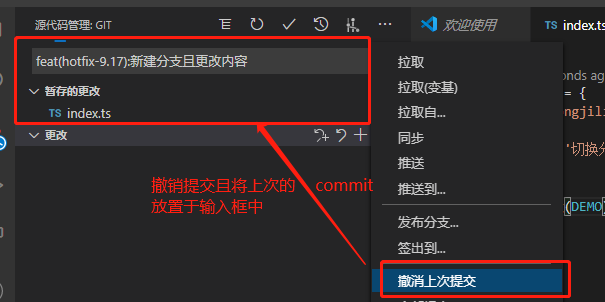 源代码管理: GIT
欢迎使用
TS index.ts
feat(hotfix-9.17):新建分支且更改内容
暂存的更改
TS index.ts
更改
拉取
拉取(变基)
拉取自...
同步
推送
推送到...
发布分支...
签出到...
撤消上次提交
撤销提交且将上次的 commit
放置于输入框中
onds ag
= {
ongjili
'切换分
(DEMO)